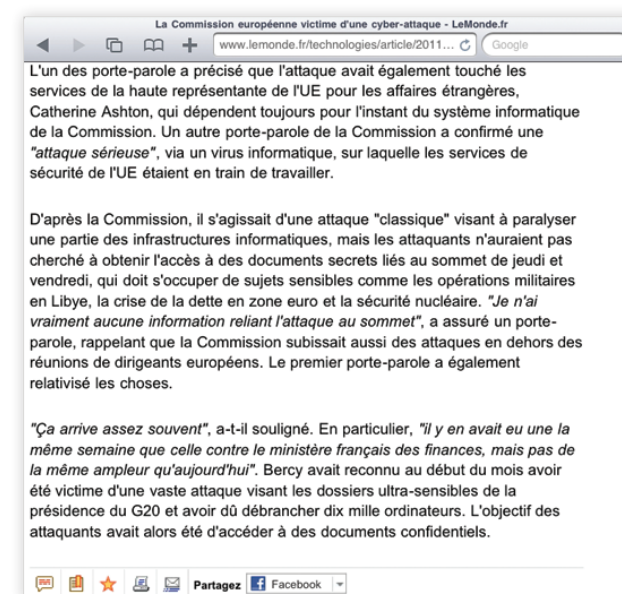 La Commission européenne victime d'une cyber-attaque - LeMonde.fr
www.lemonde.fr/technologies/article/2011...
Google
L'un des porte-parole a précisé que l'attaque avait également touché les
services de la haute représentante de l'UE pour les affaires étrangères,
Catherine Ashton, qui dépendent toujours pour l'instant du système informatique
de la Commission. Un autre porte-parole de la Commission a confirmé une
"attaque sérieuse", via un virus informatique, sur laquelle les services de
sécurité de l'UE étaient en train de travailler.
D'après la Commission, il s'agissait d'une attaque "classique" visant à paralyser
une partie des infrastructures informatiques, mais les attaquants n'auraient pas
cherché à obtenir l'accès à des documents secrets liés au sommet de jeudi et
vendredi, qui doit s'occuper de sujets sensibles comme les opérations militaires
en Libye, la crise de la dette en zone euro et la sécurité nucléaire. "Je n'ai
vraiment aucune information reliant l'attaque au sommet", a assuré un porte-
parole, rappelant que la Commission subissait aussi des attaques en dehors des
réunions de dirigeants européens. Le premier porte-parole a également
relativisé les choses.
"Ça arrive assez souvent", a-t-il souligné. En particulier, "il y en avait eu une la
même semaine que celle contre le ministère français des finances, mais pas de
la même ampleur qu'aujourd'hui". Bercy avait reconnu au début du mois avoir
été victime d'une vaste attaque visant les dossiers ultra-sensibles de la
présidence du G20 et avoir dû débrancher dix mille ordinateurs. L'objectif des
attaquants avait alors été d'accéder à des documents confidentiels.
Partagez Facebook